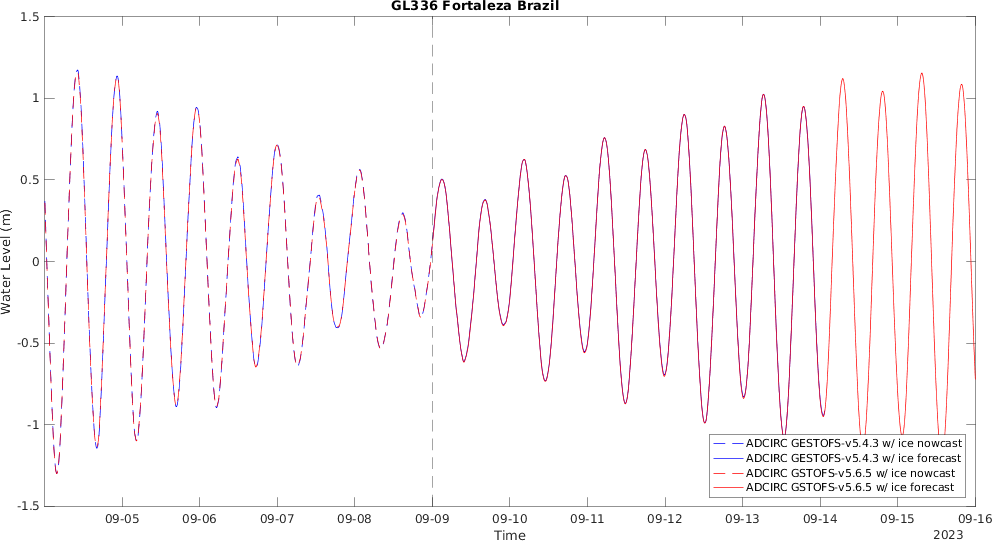 GL336 Fortaleza Brazil
1.5
1
0.5
0
-0.5
-1
-1.5
Water Level (m)
ADCIRC GESTOFS-v5.4.3 w/ ice nowcast
ADCIRC GESTOFS-v5.4.3 w/ ice forecast
ADCIRC GSTOFS-v5.6.5 w/ ice nowcast
ADCIRC GSTOFS-v5.6.5 w/ ice forecast
09-05 09-06 09-07 09-08 09-09 09-10 09-11 09-12 09-13 09-14 09-15 09-16
Time
2023